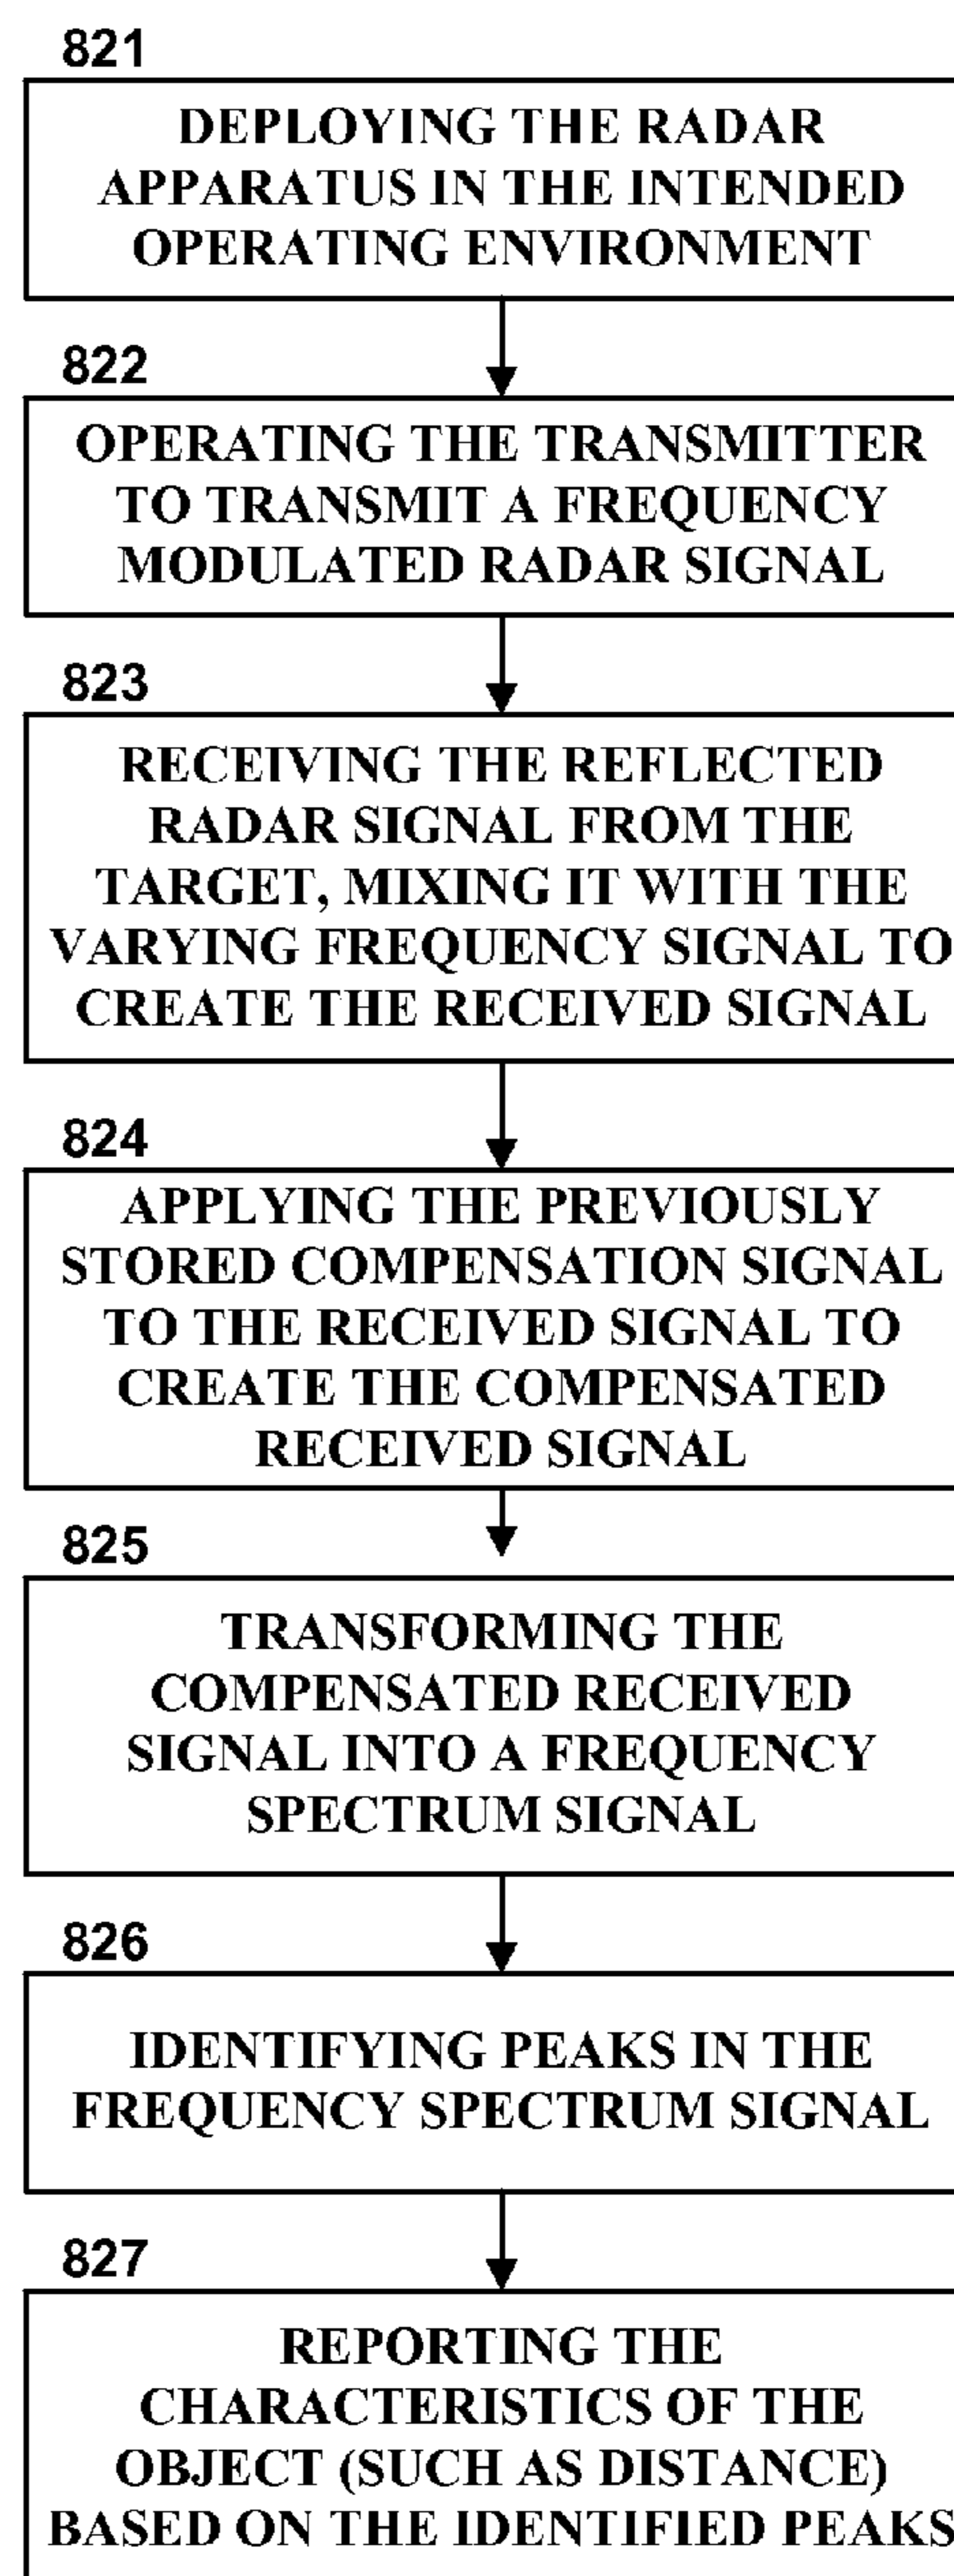 821
DEPLOYING THE RADAR
APPARATUS IN THE INTENDED
OPERATING ENVIRONMENT
822
OPERATING THE TRANSMITTER
TO TRANSMIT A FREQUENCY
MODULATED RADAR SIGNAL
823
RECEIVING THE REFLECTED
RADAR SIGNAL FROM THE
TARGET, MIXING IT WITH THE
VARYING FREQUENCY SIGNAL TO
CREATE THE RECEIVED SIGNAL
824
APPLYING THE PREVIOUSLY
STORED COMPENSATION SIGNAL
TO THE RECEIVED SIGNAL TO
CREATE THE COMPENSATED
RECEIVED SIGNAL
825
TRANSFORMING THE
COMPENSATED RECEIVED
SIGNAL INTO A FREQUENCY
SPECTRUM SIGNAL
826
IDENTIFYING PEAKS IN THE
FREQUENCY SPECTRUM SIGNAL
827
REPORTING THE
CHARACTERISTICS OF THE
OBJECT (SUCH AS DISTANCE)
BASED ON THE IDENTIFIED PEAKS